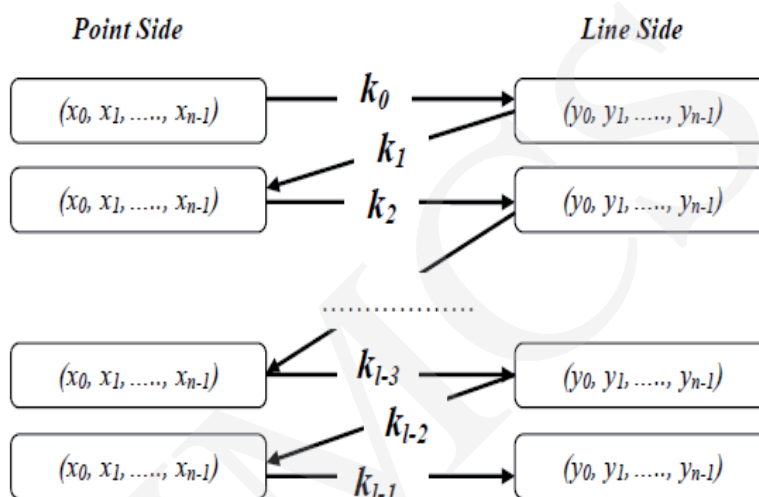 Point Side Line Side
(x0, x1, ....., xn-1) k0 (y0, y1, ....., yn-1)
k1
(x0, x1, ....., xn-1) k2 (y0, y1, ....., yn-1)
..................
(x0, x1, ....., xn-1) kl-3 (y0, y1, ....., yn-1)
kl-2
(x0, x1, ....., xn-1) kl-1 (y0, y1, ....., yn-1)